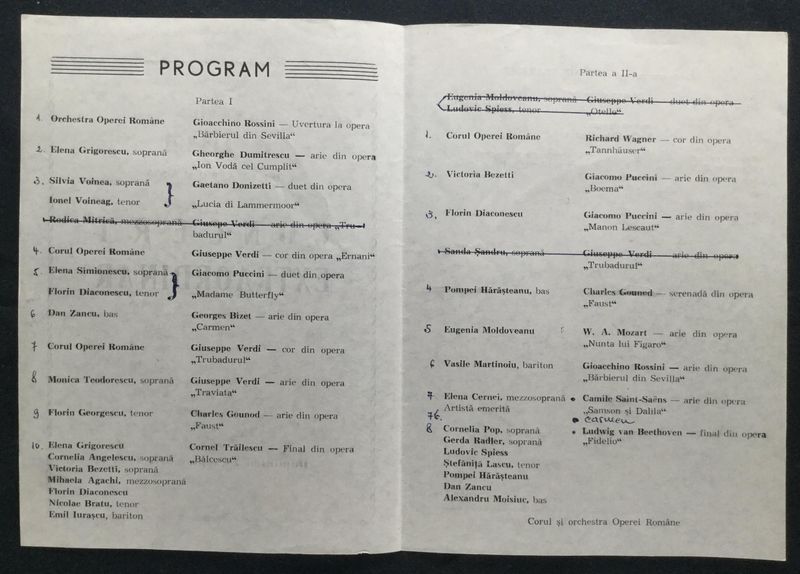 PROGRAM
Partea I
1. Orchestra Operei Române Gioacchino Rossini — Uvertura la opera
„Bărbierul din Sevilla“
2. Elena Grigorescu, soprană Gheorghe Dumitrescu — arie din opera
„Ion Vodă cel Cumplit“
3. Silvia Voinea, soprană Gaetano Donizetti — duet din opera
Ionel Voineag, tenor „Lucia di Lammermoor“
Rodica Mitrică, mezzosoprană Giusepe Verdi — arie din opera „Tru-
badurul“
4. Corul Operei Române Giuseppe Verdi — cor din opera „Ernani“
5. Elena Simionescu, soprană Giacomo Puccini — duet din opera
Florin Diaconescu, tenor „Madame Butterfly“
6 Dan Zancu, bas Georges Bizet — arie din opera
„Carmen“
7 Corul Operei Române Giuseppe Verdi — cor din opera
„Trubadurul“
8 Monica Teodorescu, soprană Giuseppe Verdi — arie din opera
„Traviata“
9 Florin Georgescu, tenor Charles Gounod — arie din opera
„Faust“
10. Elena Grigorescu Cornel Trăilescu — Final din opera
Cornelia Angelescu, soprană „Bălcescu“
Victoria Bezetti, soprană
Mihaela Agachi, mezzosoprană
Florin Diaconescu
Nicolae Bratu, tenor
Emil Iurașcu, bariton
Partea a II-a
Eugenia Moldoveanu, soprană Giuseppe Verdi — duet din opera
Ludovic Spiess, tenor „Otello“
1. Corul Operei Române Richard Wagner — cor din opera
„Tannhäuser“
2. Victoria Bezetti Giacomo Puccini — arie din opera
„Boema“
3. Florin Diaconescu Giacomo Puccini — arie din opera
„Manon Lescaut“
Sanda Șandru, soprană Giuseppe Verdi — arie din opera
„Trubadurul“
4 Pompei Hărășteanu, bas Charles Gounod — serenadă din opera
„Faust“
5 Eugenia Moldoveanu W. A. Mozart — arie din opera
„Nunta lui Figaro“
6 Vasile Martinoiu, bariton Gioacchino Rossini — arie din opera
„Bărbierul din Sevilla“
7 Elena Cernei, mezzosoprană Camille Saint-Saëns — arie din opera
Artistă emerită „Samson și Dalila“
7b. Carmen
8 Cornelia Pop, soprană Ludwig van Beethoven — final din opera
Gerda Radler, soprană „Fidelio“
Ludovic Spiess
Ștefăniță Lascu, tenor
Pompei Hărășteanu
Dan Zancu
Alexandru Moisiuc, bas
Corul și orchestra Operei Române